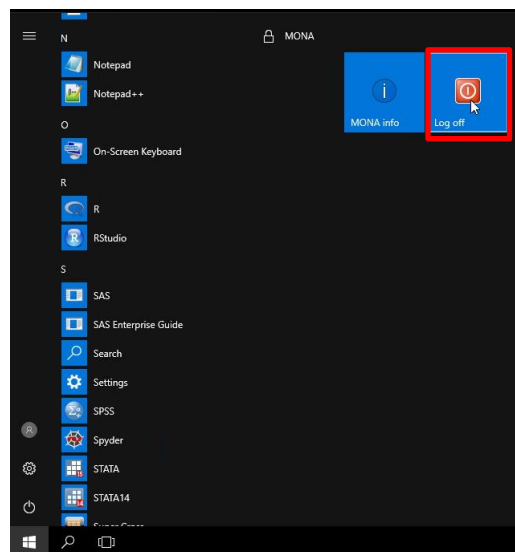 N
MONA
Notepad
Notepad++
MONA info
Log off
O
On-Screen Keyboard
R
R
RStudio
S
SAS
SAS Enterprise Guide
Search
Settings
SPSS
Spyder
STATA
STATA14